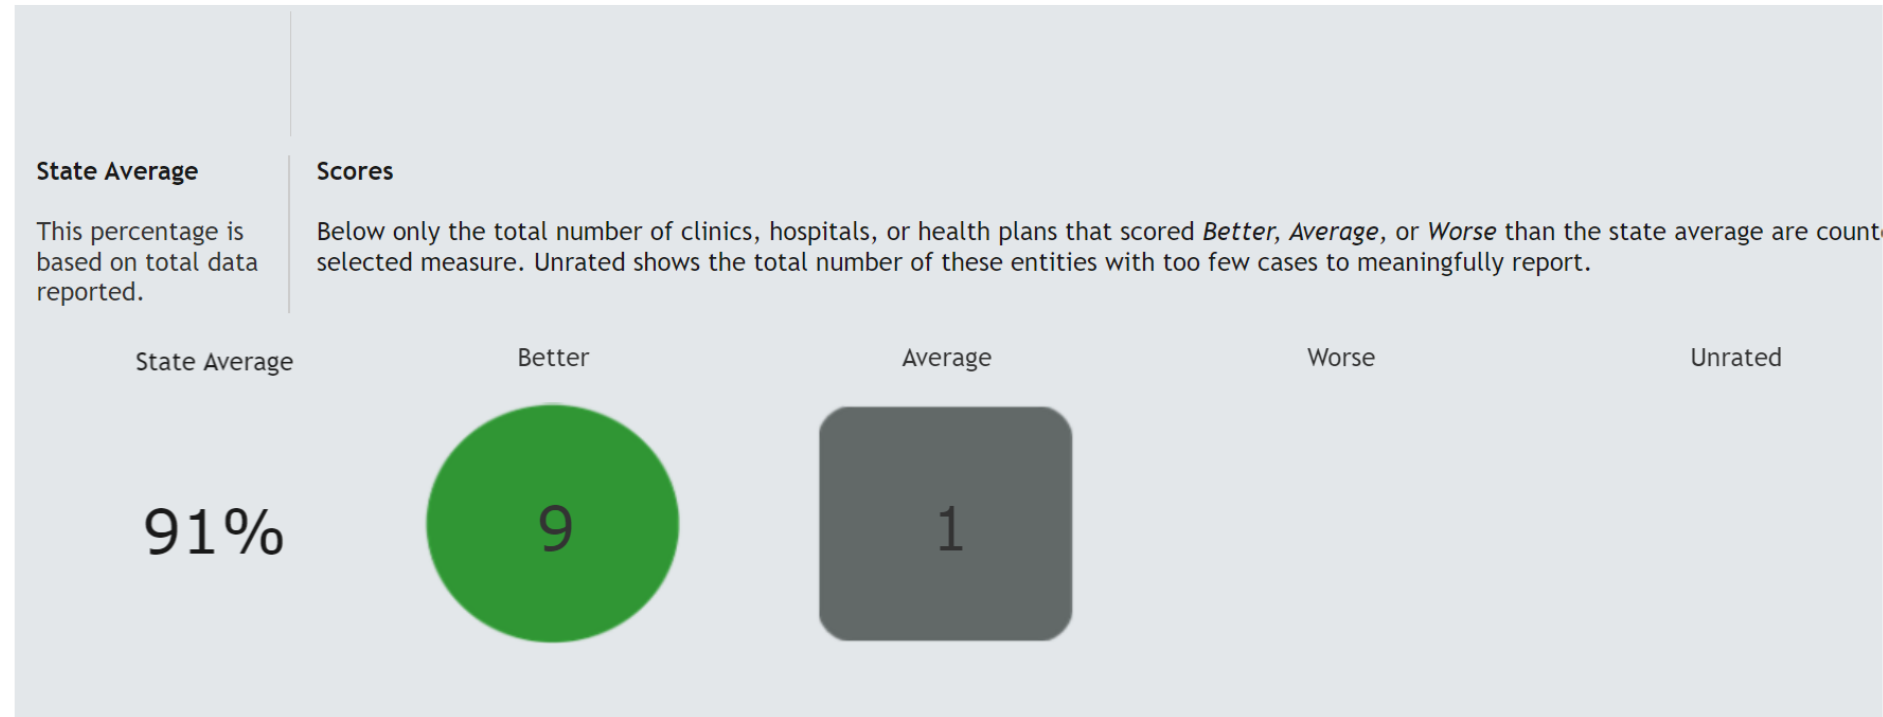 State Average
This percentage is
based on total data
reported.
Scores
Below only the total number of clinics, hospitals, or health plans that scored Better, Average, or Worse than the state average are
selected measure. Unrated shows the total number of these entities with too few cases to meaningfully report.
State Average
Better
Average
Worse
Unrated
91%
9
1